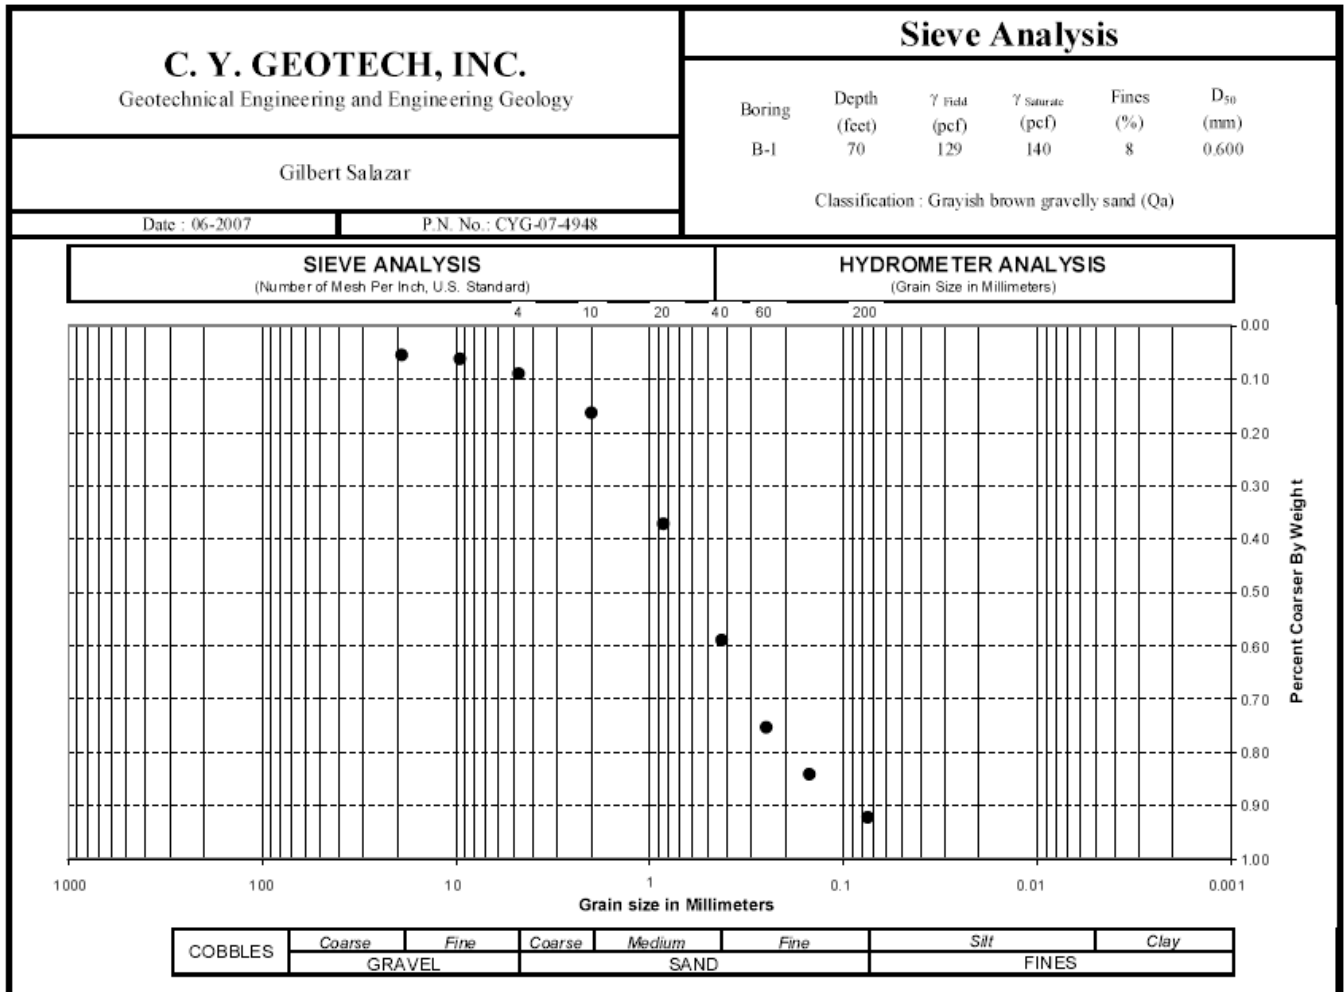 C. Y. GEOTECH, INC.
Geotechnical Engineering and Engineering Geology
Gilbert Salazar
Date : 06-2007
P.N. No.: CYG-07-4948
Sieve Analysis
Boring Depth (feet) γ Field (pcf) γ Saturate (pcf) Fines (%) D50 (mm)
B-1 70 129 140 8 0.600
Classification : Grayish brown gravelly sand (Qa)
SIEVE ANALYSIS
(Number of Mesh Per Inch, U.S. Standard)
HYDROMETER ANALYSIS
(Grain Size in Millimeters)
4 10 20 40 60 200
0.00
0.10
0.20
0.30
0.40
0.50
0.60
0.70
0.80
0.90
1.00
Percent Coarser By Weight
1000 100 10 1 0.1 0.01 0.001
Grain size in Millimeters
COBBLES
Coarse Fine Coarse Medium Fine Silt Clay
GRAVEL SAND FINES